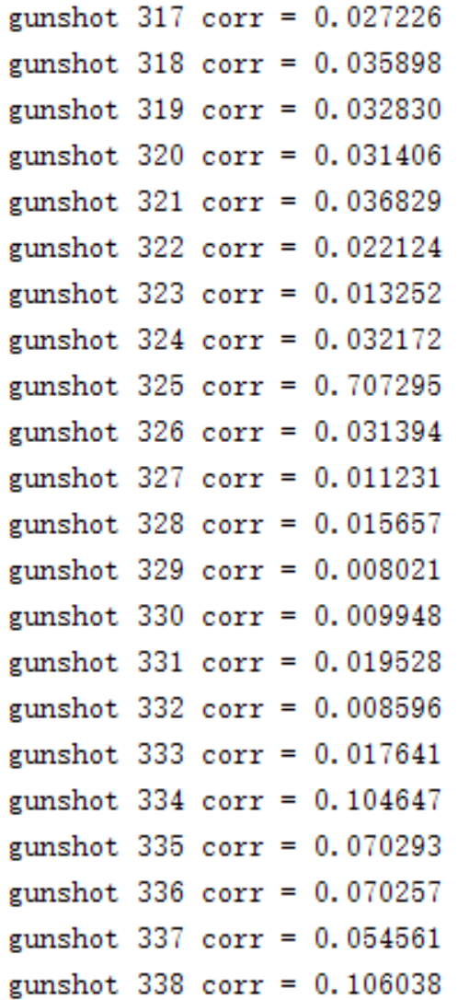 gunshot 317 corr = 0.027226
gunshot 318 corr = 0.035898
gunshot 319 corr = 0.032830
gunshot 320 corr = 0.031406
gunshot 321 corr = 0.036829
gunshot 322 corr = 0.022124
gunshot 323 corr = 0.013252
gunshot 324 corr = 0.032172
gunshot 325 corr = 0.707295
gunshot 326 corr = 0.031394
gunshot 327 corr = 0.011231
gunshot 328 corr = 0.015657
gunshot 329 corr = 0.008021
gunshot 330 corr = 0.009948
gunshot 331 corr = 0.019528
gunshot 332 corr = 0.008596
gunshot 333 corr = 0.017641
gunshot 334 corr = 0.104647
gunshot 335 corr = 0.070293
gunshot 336 corr = 0.070257
gunshot 337 corr = 0.054561
gunshot 338 corr = 0.106038